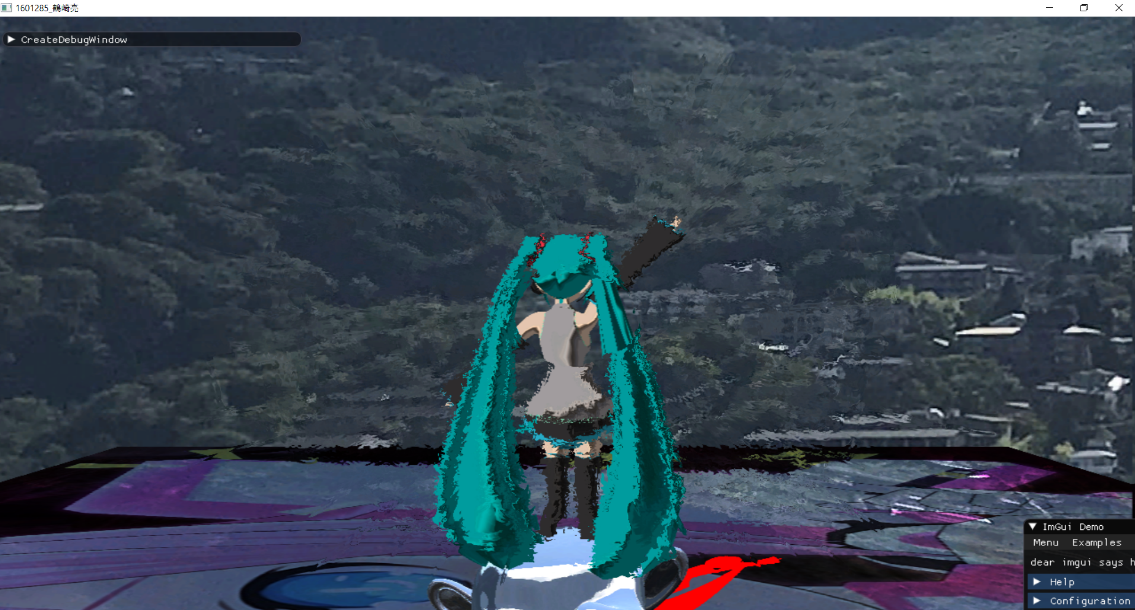 1601285_鶴崎亮
CreateDebugWindow
ImGui Demo
Menu Examples
dear imgui says h
Help
Configuration